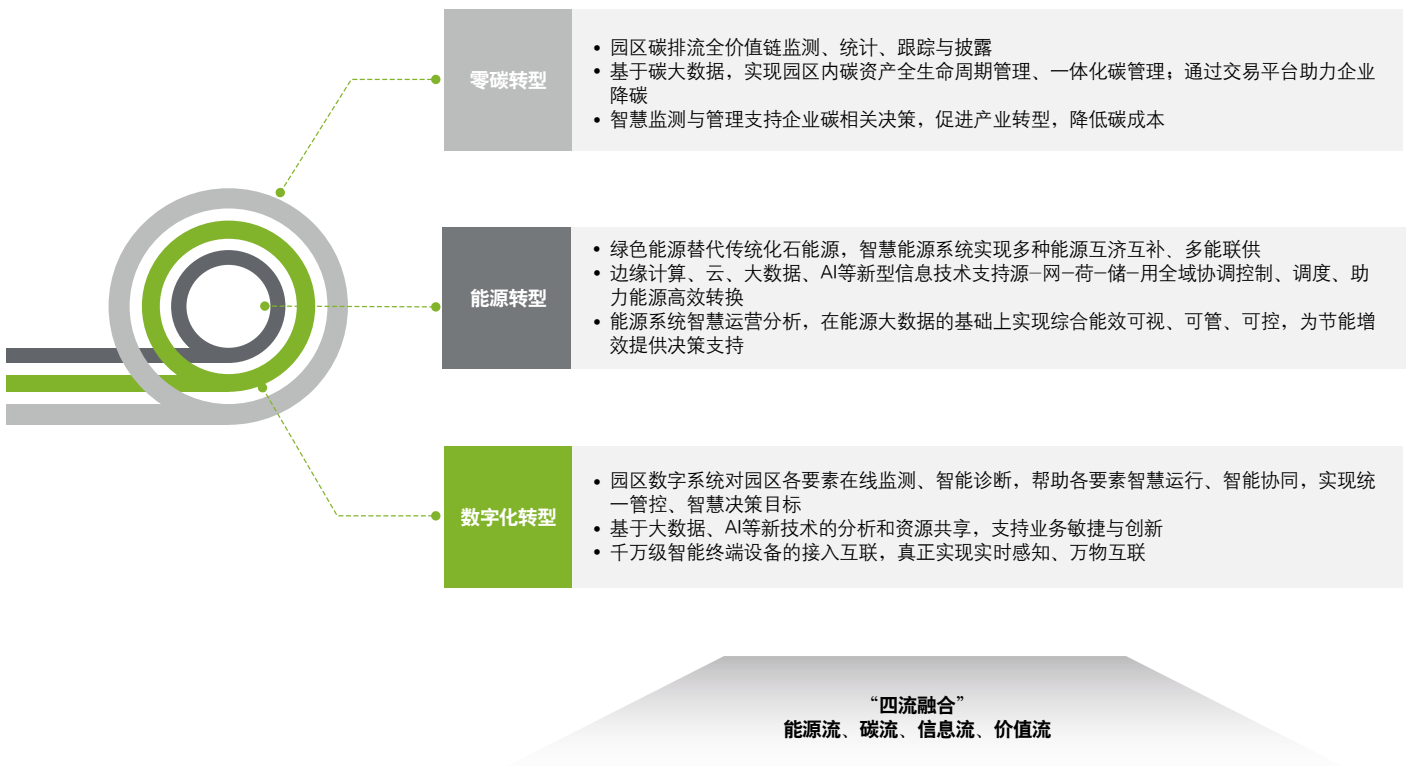 零碳转型
• 园区碳排流全价值链监测、统计、跟踪与披露
• 基于碳大数据，实现园区内碳资产全生命周期管理、一体化碳管理；通过交易平台助力企业
降碳
• 智慧监测与管理支持企业碳相关决策，促进产业转型，降低碳成本
能源转型
• 绿色能源替代传统化石能源，智慧能源系统实现多种能源互济互补、多能联供
• 边缘计算、云、大数据、AI等新型信息技术支持源–网–荷–储–用全域协调控制、调度、助
力能源高效转换
• 能源系统智慧运营分析，在能源大数据的基础上实现综合能效可视、可管、可控，为节能增
效提供决策支持
数字化转型
• 园区数字系统对园区各要素在线监测、智能诊断，帮助各要素智慧运行、智能协同，实现统
一管控、智慧决策目标
• 基于大数据、AI等新技术的分析和资源共享，支持业务敏捷与创新
• 千万级智能终端设备的接入互联，真正实现实时感知、万物互联
“四流融合”
能源流、碳流、信息流、价值流